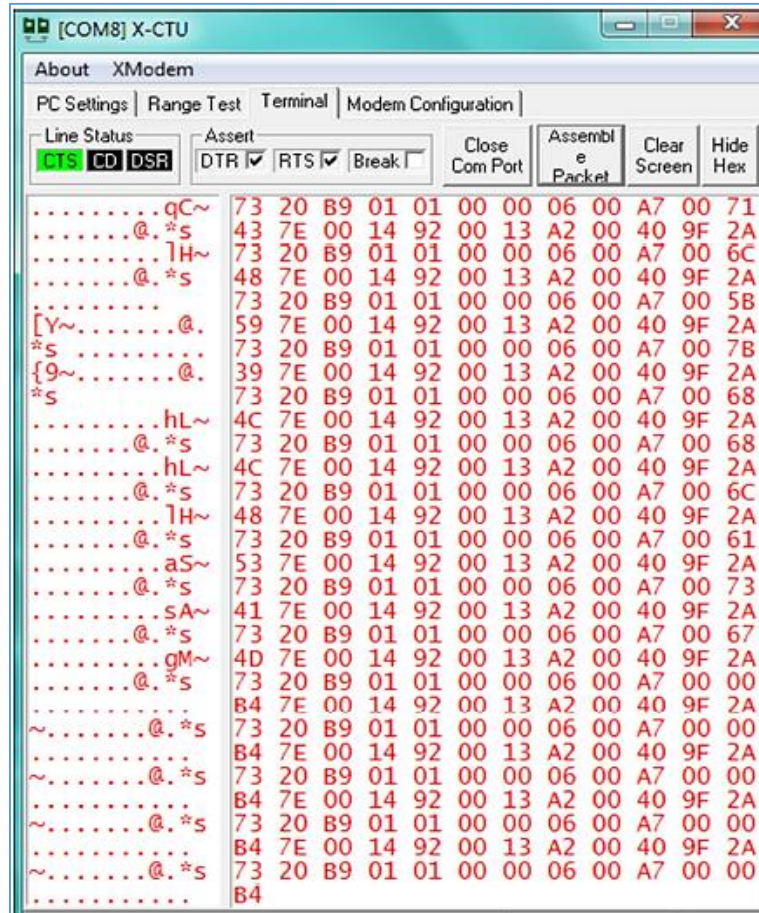 [COM8] X-CTU
About XModem
PC Settings Range Test Terminal Modem Configuration
Line Status Assert
CTS CD DSR DTR RTS Break Close Com Port Assembl e Packet Clear Screen Hide Hex
.........qC~ 73 20 B9 01 01 00 00 06 00 A7 00 71
.......@.*s 43 7E 00 14 92 00 13 A2 00 40 9F 2A
.........lH~ 73 20 B9 01 01 00 00 06 00 A7 00 6C
.......@.*s 48 7E 00 14 92 00 13 A2 00 40 9F 2A
......... 73 20 B9 01 01 00 00 06 00 A7 00 5B
[Y~.......@. 59 7E 00 14 92 00 13 A2 00 40 9F 2A
*s ......... 73 20 B9 01 01 00 00 06 00 A7 00 7B
{9~.......@. 39 7E 00 14 92 00 13 A2 00 40 9F 2A
*s 73 20 B9 01 01 00 00 06 00 A7 00 68
.........hL~ 4C 7E 00 14 92 00 13 A2 00 40 9F 2A
.......@.*s 73 20 B9 01 01 00 00 06 00 A7 00 68
.........hL~ 4C 7E 00 14 92 00 13 A2 00 40 9F 2A
.......@.*s 73 20 B9 01 01 00 00 06 00 A7 00 6C
.........lH~ 48 7E 00 14 92 00 13 A2 00 40 9F 2A
.......@.*s 73 20 B9 01 01 00 00 06 00 A7 00 61
.........aS~ 53 7E 00 14 92 00 13 A2 00 40 9F 2A
.......@.*s 73 20 B9 01 01 00 00 06 00 A7 00 73
.........sA~ 41 7E 00 14 92 00 13 A2 00 40 9F 2A
.......@.*s 73 20 B9 01 01 00 00 06 00 A7 00 67
.........gM~ 4D 7E 00 14 92 00 13 A2 00 40 9F 2A
.......@.*s 73 20 B9 01 01 00 00 06 00 A7 00 00
........... B4 7E 00 14 92 00 13 A2 00 40 9F 2A
~.......@.*s 73 20 B9 01 01 00 00 06 00 A7 00 00
........... B4 7E 00 14 92 00 13 A2 00 40 9F 2A
~.......@.*s 73 20 B9 01 01 00 00 06 00 A7 00 00
........... B4 7E 00 14 92 00 13 A2 00 40 9F 2A
~.......@.*s 73 20 B9 01 01 00 00 06 00 A7 00 00
........... B4 7E 00 14 92 00 13 A2 00 40 9F 2A
~.......@.*s 73 20 B9 01 01 00 00 06 00 A7 00 00
........... B4